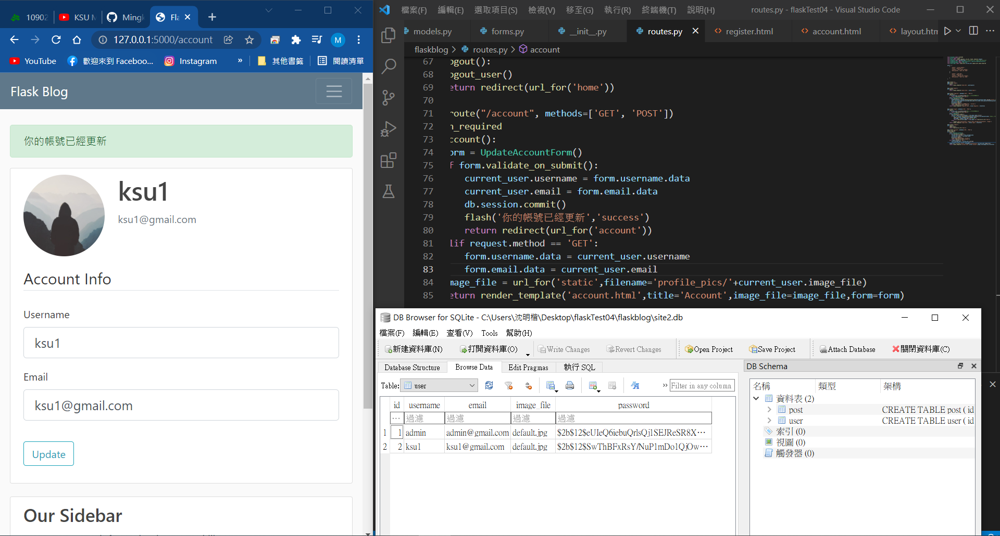 10902
KSU M
Mingk
Fla
127.0.0.1:5000/account
M
YouTube
歡迎來到 Faceboo...
Instagram
»
其他書籤
閱讀清單
Flask Blog
你的帳號已經更新
ksu1
ksu1@gmail.com
Account Info
Username
ksu1
Email
ksu1@gmail.com
Update
Our Sidebar
檔案(F) 編輯(E) 選取項目(S) 檢視(V) 移至(G) 執行(R) 終端機(T) 說明(H) routes.py - flaskTest04 - Visual Studio Code
models.py forms.py __init__.py routes.py register.html account.html layout.htm
flaskblog > routes.py > account
67 ogout():
68 ogout_user()
69 eturn redirect(url_for('home'))
70
71 route("/account", methods=['GET', 'POST'])
72 n_required
73 ccount():
74 orm = UpdateAccountForm()
75 f form.validate_on_submit():
76 current_user.username = form.username.data
77 current_user.email = form.email.data
78 db.session.commit()
79 flash('你的帳號已經更新','success')
80 return redirect(url_for('account'))
81 lif request.method == 'GET':
82 form.username.data = current_user.username
83 form.email.data = current_user.email
84 mage_file = url_for('static',filename='profile_pics/'+current_user.image_file)
85 eturn render_template('account.html',title='Account',image_file=image_file,form=form)
DB Browser for SQLite - C:\Users\沈明楷\Desktop\flaskTest04\flaskblog\site2.db
檔案(F) 編輯(E) 查看(V) Tools 幫助(H)
新建資料庫(N) 打開資料庫(O) Write Changes Revert Changes Open Project Save Project Attach Database 關閉資料庫(C)
Database Structure Browse Data Edit Pragmas 執行 SQL
Table: user » Filter in any column
id username email image_file password
... 過濾 過濾 過濾 過濾
1 1 admin admin@gmail.com default.jpg $2b$12$eUIeQ6iebuQrlsQj1SEJReSR8X...
2 2 ksu1 ksu1@gmail.com default.jpg $2b$12$SwThBFxRsY/NuP1mDo1QjOw...
DB Schema
名稱 類型 架構
資料表 (2)
post CREATE TABLE post ( id
user CREATE TABLE user ( id
索引 (0)
視圖 (0)
觸發器 (0)